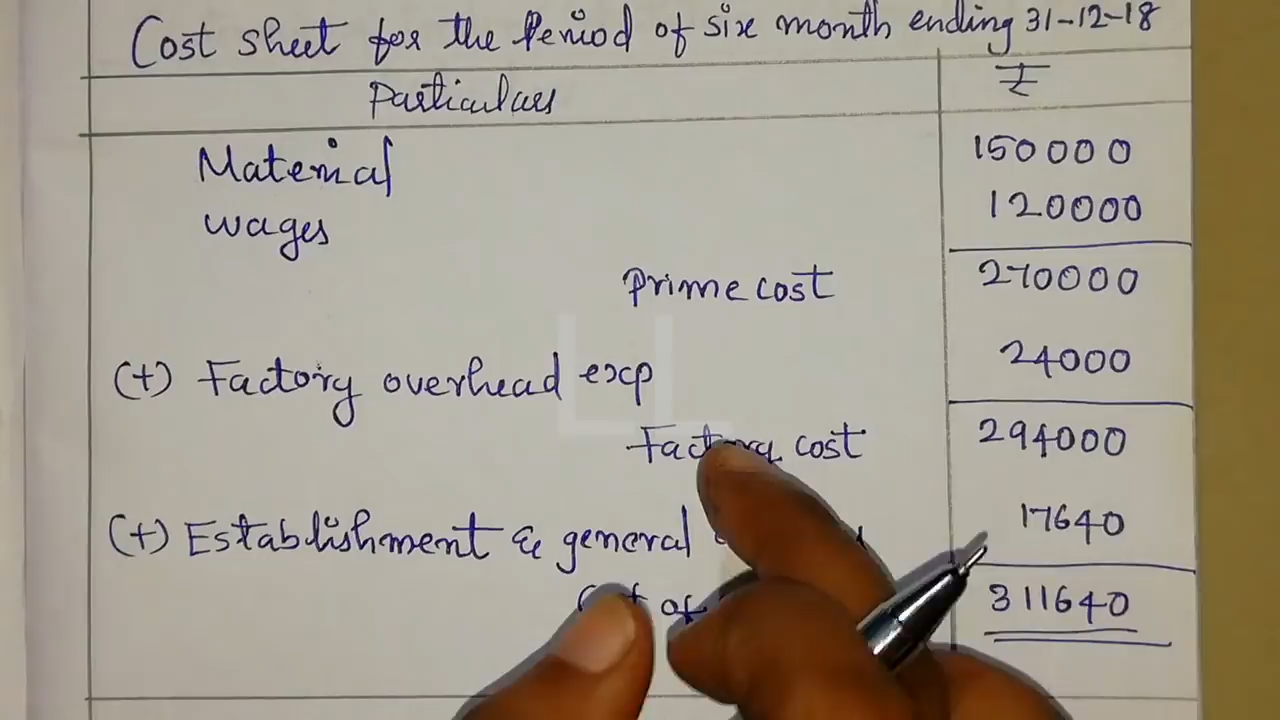 Cost sheet for the Period of six month ending 31-12-18
Particulars ₹
Material 150000
wages 120000
Prime cost 270000
(+) Factory overhead exp 24000
Factory cost 294000
(+) Establishment & general 17640
of 311640